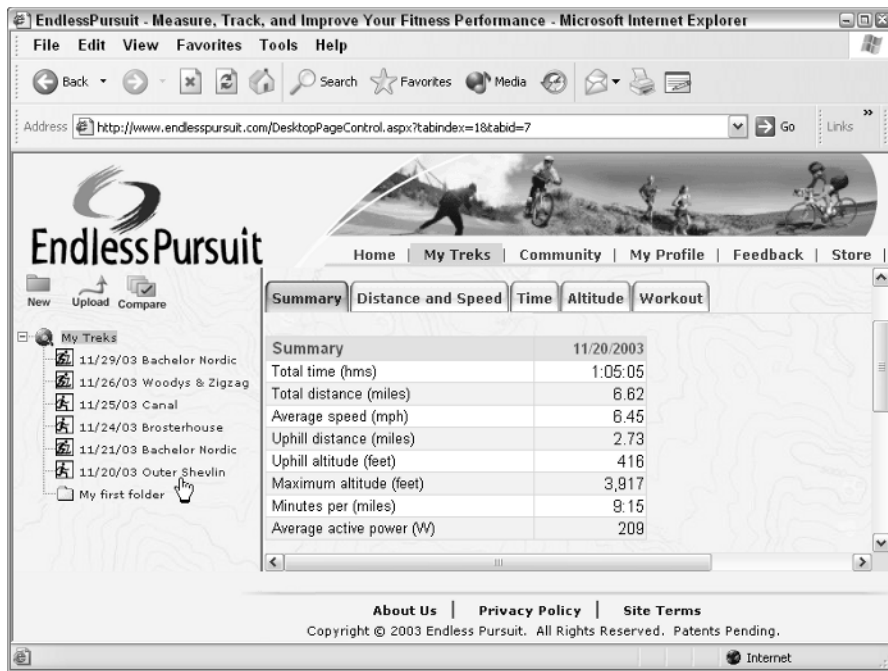 EndlessPursuit - Measure, Track, and Improve Your Fitness Performance - Microsoft Internet Explorer
File Edit View Favorites Tools Help
Back Search Favorites Media
Address http://www.endlesspursuit.com/DesktopPageControl.aspx?tabindex=1&tabid=7 Go Links »
EndlessPursuit
Home | My Treks | Community | My Profile | Feedback | Store |
New Upload Compare
Summary Distance and Speed Time Altitude Workout
My Treks
11/29/03 Bachelor Nordic
11/26/03 Woodys & Zigzag
11/25/03 Canal
11/24/03 Brosterhouse
11/21/03 Bachelor Nordic
11/20/03 Outer Shevlin
My first folder
Summary 11/20/2003
Total time (hms) 1:05:05
Total distance (miles) 6.62
Average speed (mph) 6.45
Uphill distance (miles) 2.73
Uphill altitude (feet) 416
Maximum altitude (feet) 3,917
Minutes per (miles) 9:15
Average active power (W) 209
About Us | Privacy Policy | Site Terms
Copyright © 2003 Endless Pursuit. All Rights Reserved. Patents Pending.
Internet